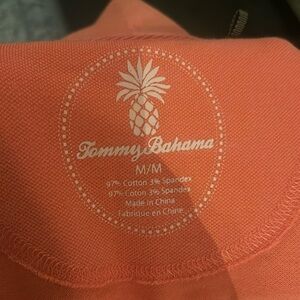 Tommy Bahama
M/M
97% Cotton 3% Spandex
97% Coton 3% Spandex
Made in China
Fabriqué en Chine